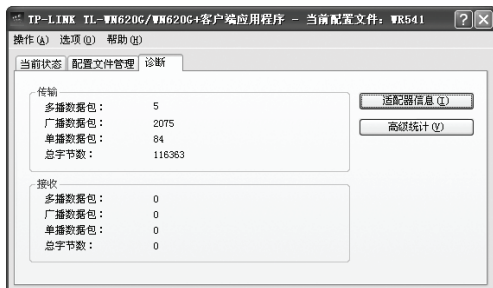 TP-LINK TL-WN620G/WN620G+客户端应用程序 - 当前配置文件: WR541
操作(A) 选项(O) 帮助(H)
当前状态 配置文件管理 诊断
传输
多播数据包: 5
广播数据包: 2075
单播数据包: 84
总字节数: 116363
适配器信息(I)
高级统计(V)
接收
多播数据包: 0
广播数据包: 0
单播数据包: 0
总字节数: 0